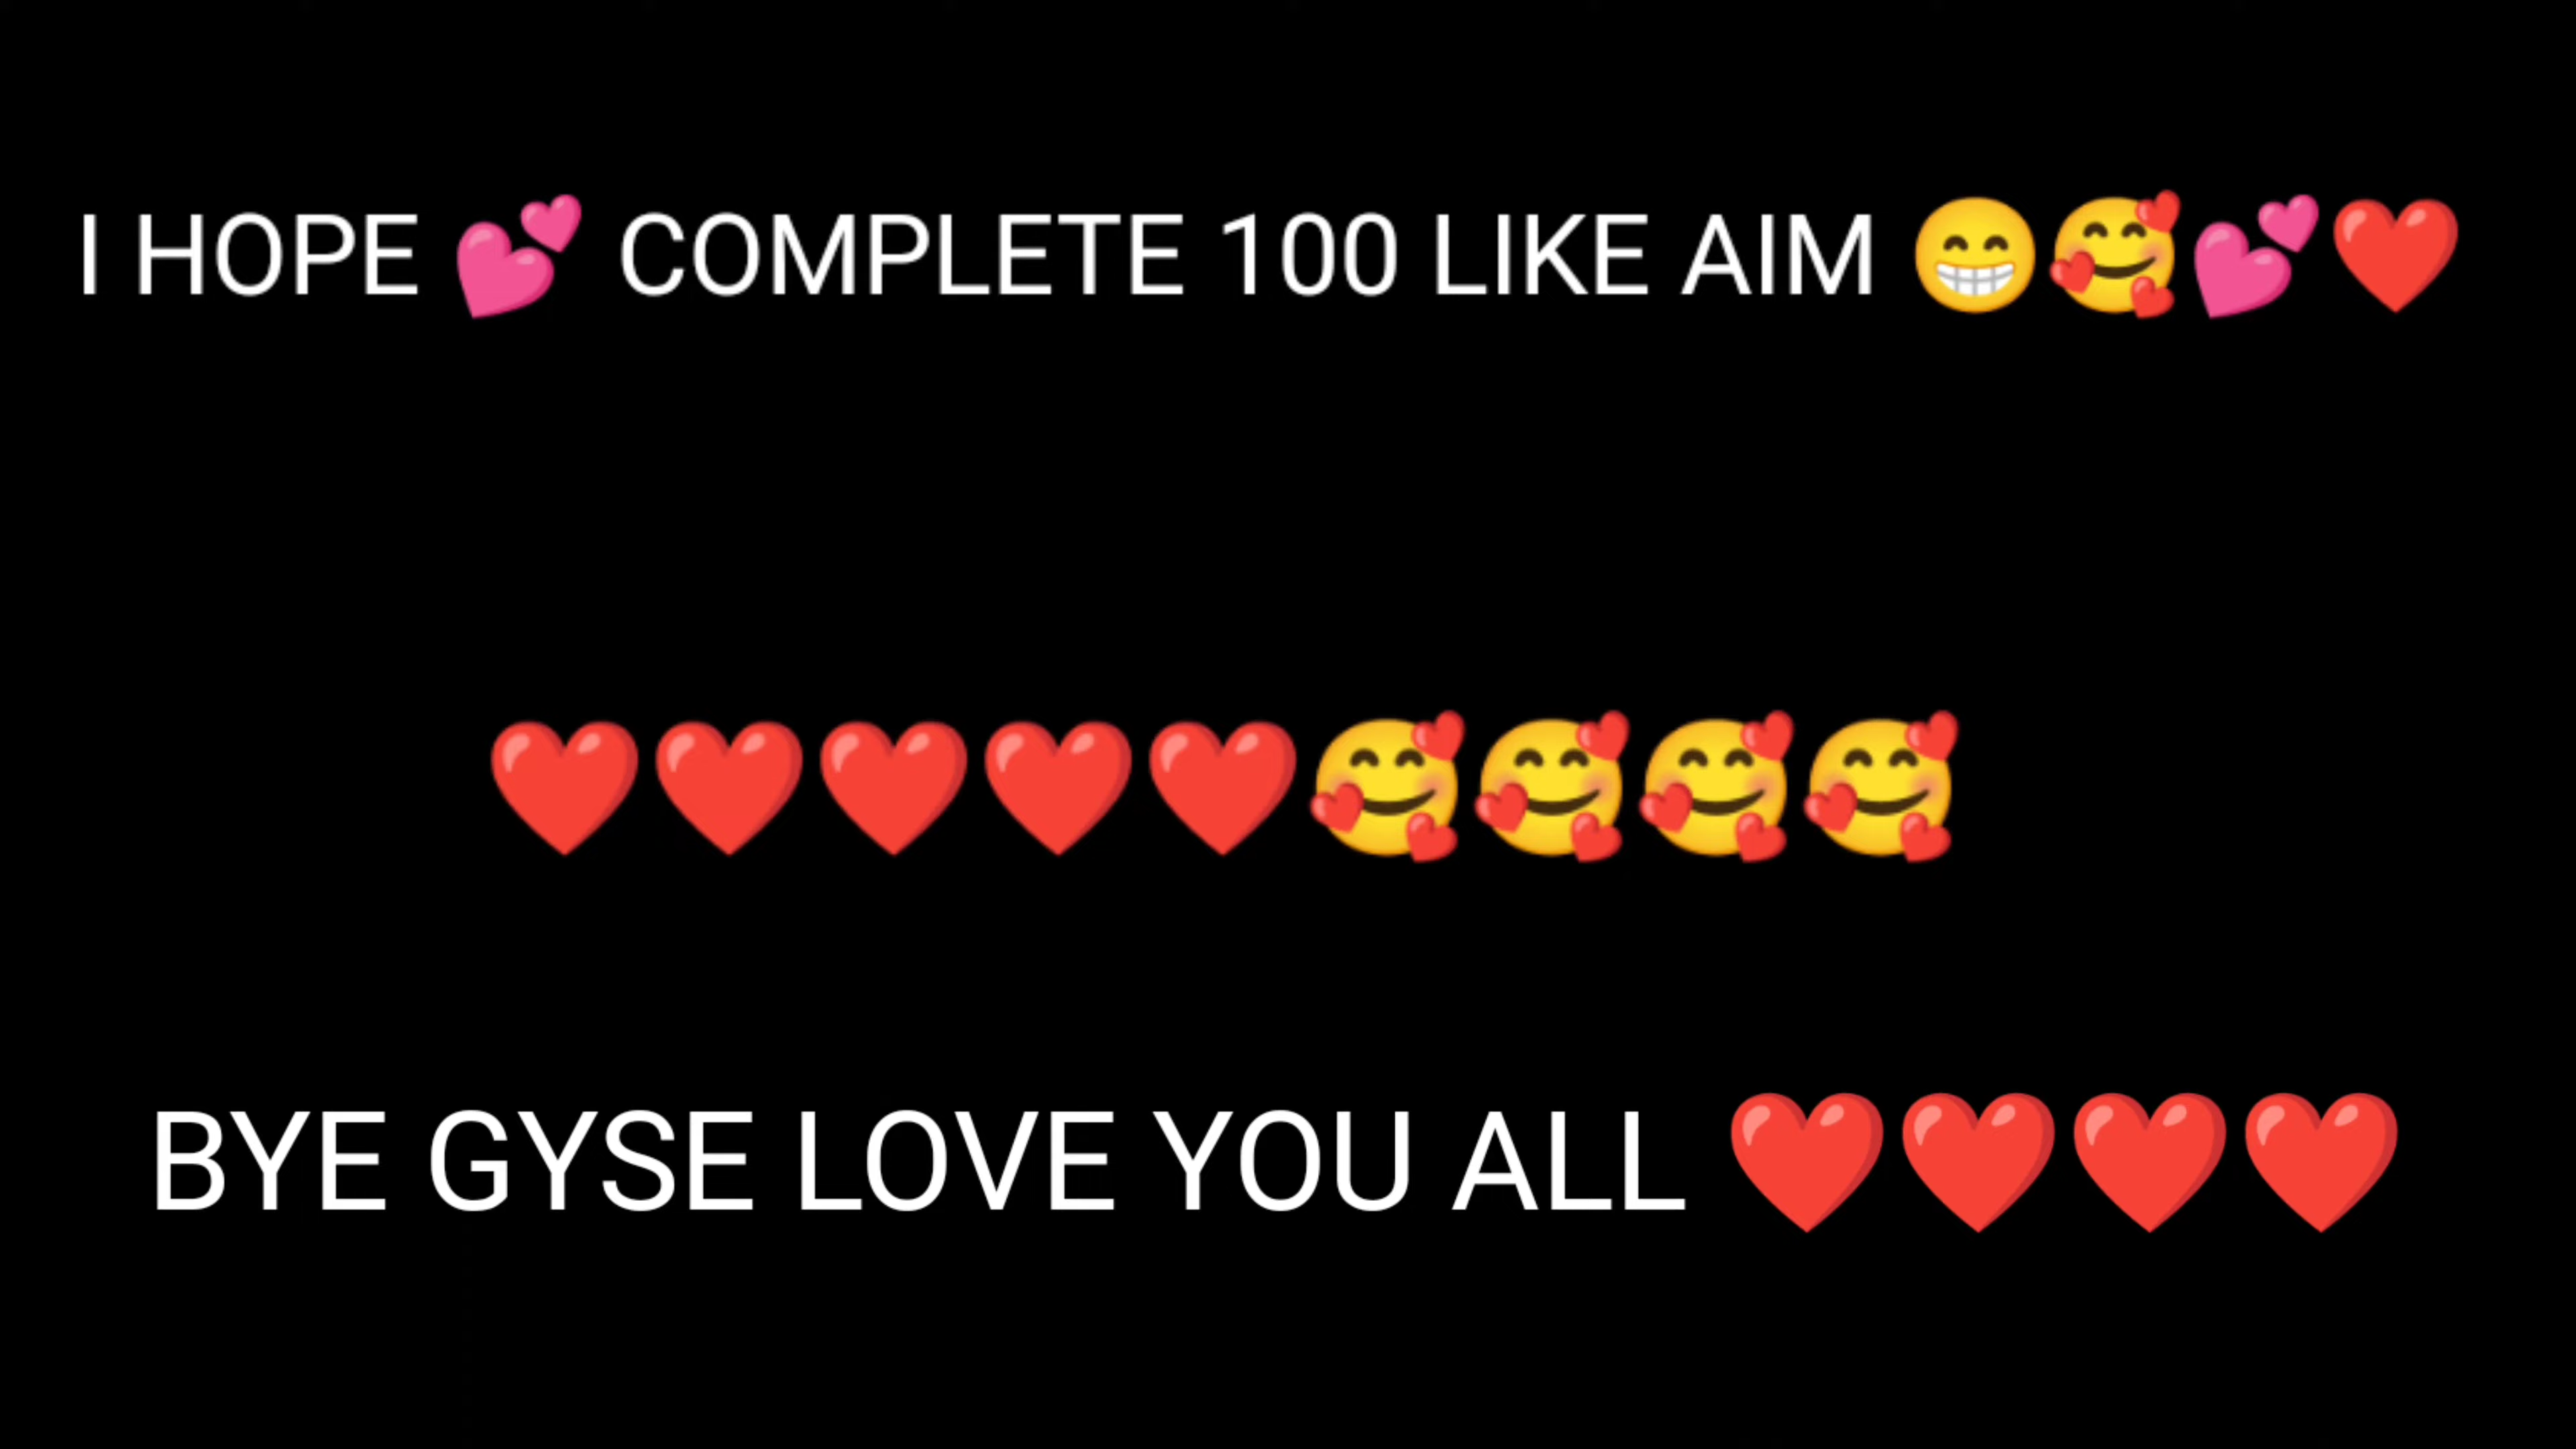 I HOPE 💕 COMPLETE 100 LIKE AIM 😁🥰💕❤️
❤️❤️❤️❤️❤️🥰🥰🥰🥰
BYE GYSE LOVE YOU ALL ❤️❤️❤️❤️